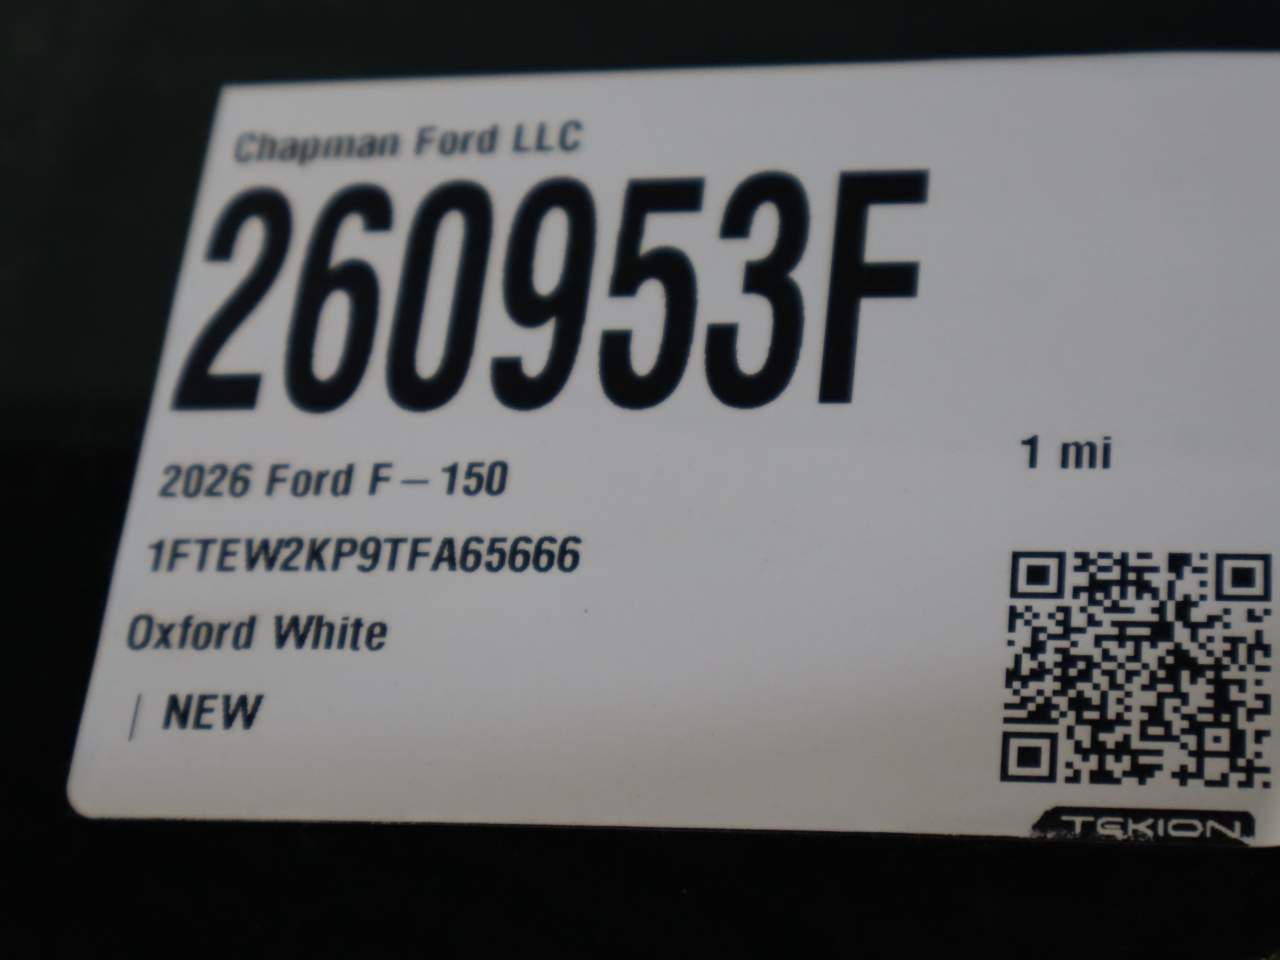 Chapman Ford LLC
260953F
2026 Ford F-150
1 mi
1FTEW2KP9TFA65666
Oxford White
| NEW
TEKION